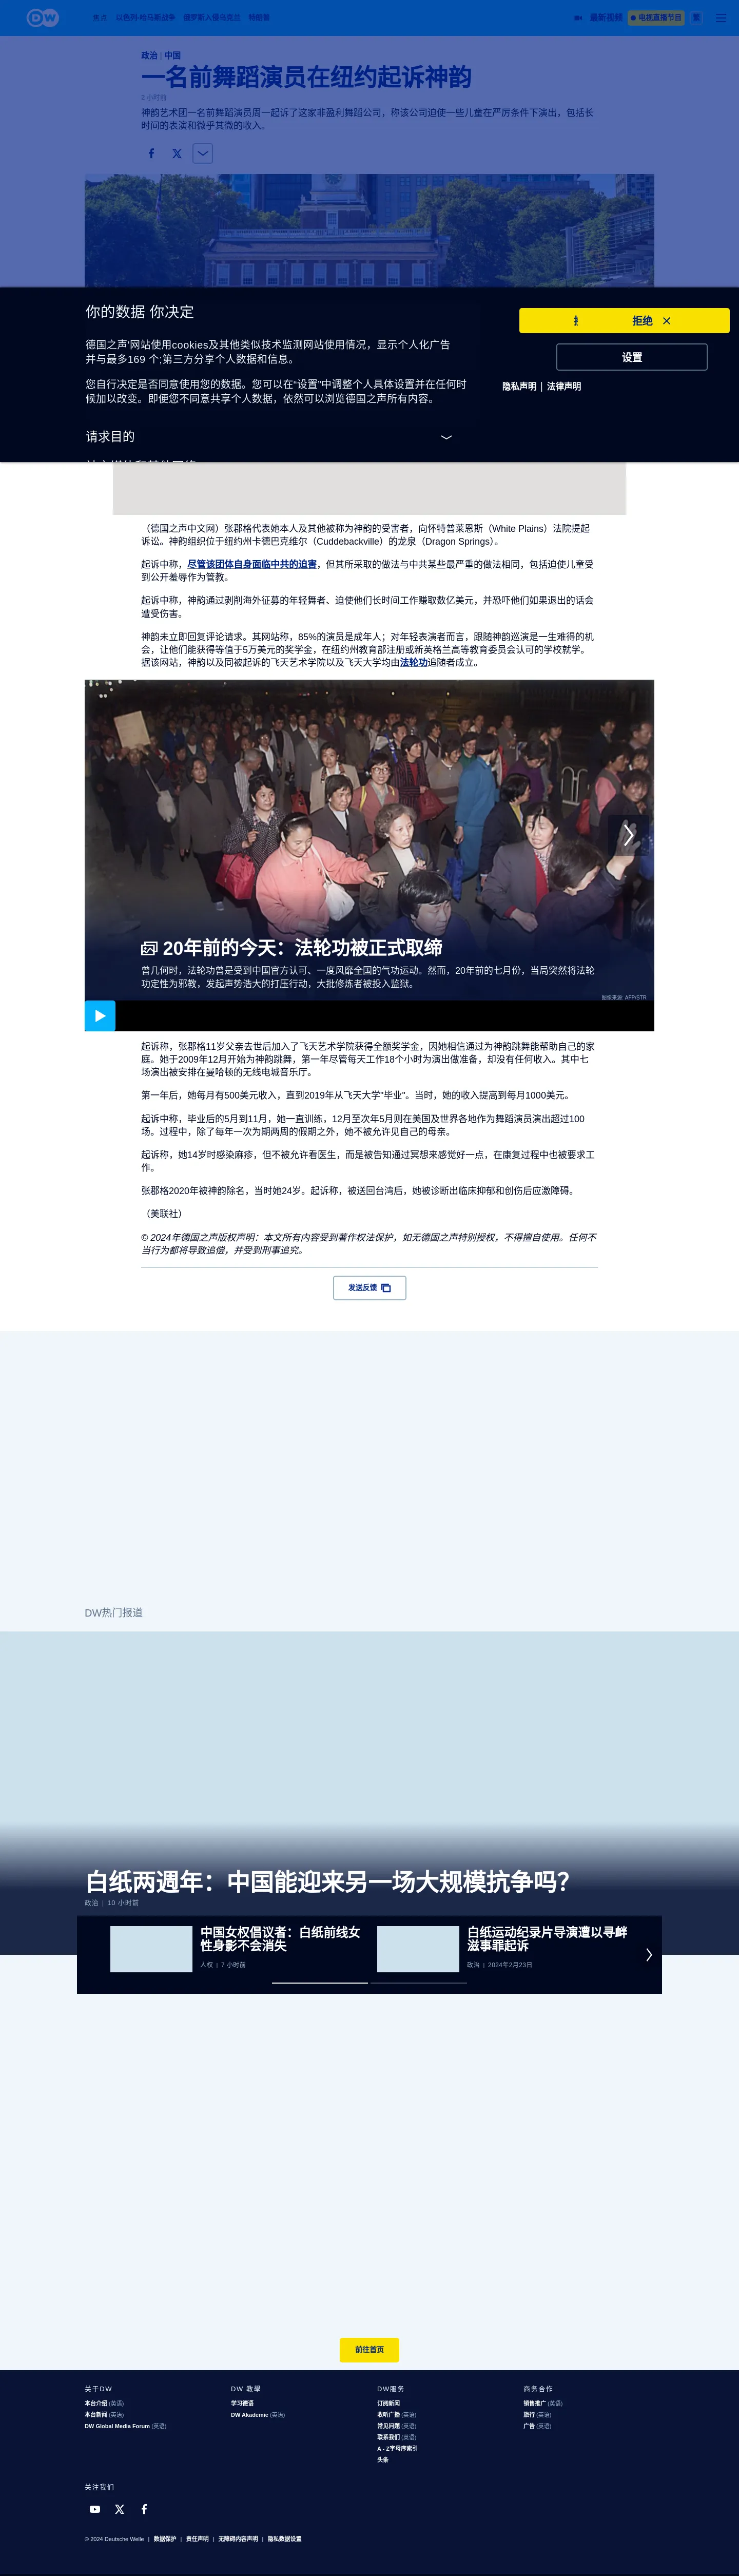 DW
焦点 以色列-哈马斯战争 俄罗斯入侵乌克兰 特朗普
最新视频 电视直播节目 繁
政治 | 中国
一名前舞蹈演员在纽约起诉神韵
神韵艺术团一名前舞蹈演员周一起诉了这家非盈利舞蹈公司，称该公司迫使一些儿童在严厉条件下演出，包括长
时间的表演和微乎其微的收入。
你的数据 你决定
德国之声'网站使用cookies及其他类似技术监测网站使用情况，显示个人化广告
并与最多169 个;第三方分享个人数据和信息。
您自行决定是否同意使用您的数据。您可以在“设置”中调整个人具体设置并在任何时
候加以改变。即便您不同意共享个人数据，依然可以浏览德国之声所有内容。
请求目的
拒绝
设置
隐私声明 | 法律声明
（德国之声中文网）张郡格代表她本人及其他被称为神韵的受害者，向怀特普莱恩斯（White Plains）法院提起
诉讼。神韵组织位于纽约州卡德巴克维尔（Cuddebackville）的龙泉（Dragon Springs）。
起诉中称，尽管该团体自身面临中共的迫害，但其所采取的做法与中共某些最严重的做法相同，包括迫使儿童受
到公开羞辱作为管教。
起诉中称，神韵通过剥削海外征募的年轻舞者、迫使他们长时间工作赚取数亿美元，并恐吓他们如果退出的话会
遭受伤害。
神韵未立即回复评论请求。其网站称，85%的演员是成年人；对年轻表演者而言，跟随神韵巡演是一生难得的机
会，让他们能获得等值于5万美元的奖学金，在纽约州教育部注册或新英格兰高等教育委员会认可的学校就学。
据该网站，神韵以及同被起诉的飞天艺术学院以及飞天大学均由法轮功追随者成立。
20年前的今天：法轮功被正式取缔
曾几何时，法轮功曾是受到中国官方认可、一度风靡全国的气功运动。然而，20年前的七月份，当局突然将法轮
功定性为邪教，发起声势浩大的打压行动，大批修炼者被投入监狱。
图像来源: AFP/STR
起诉称，张郡格11岁父亲去世后加入了飞天艺术学院获得全额奖学金，因她相信通过为神韵跳舞能帮助自己的家
庭。她于2009年12月开始为神韵跳舞，第一年尽管每天工作18个小时为演出做准备，却没有任何收入。其中七
场演出被安排在曼哈顿的无线电城音乐厅。
第一年后，她每月有500美元收入，直到2019年从飞天大学“毕业”。当时，她的收入提高到每月1000美元。
起诉中称，毕业后的5月到11月，她一直训练，12月至次年5月则在美国及世界各地作为舞蹈演员演出超过100
场。过程中，除了每年一次为期两周的假期之外，她不被允许见自己的母亲。
起诉称，她14岁时感染麻疹，但不被允许看医生，而是被告知通过冥想来感觉好一点，在康复过程中也被要求工
作。
张郡格2020年被神韵除名，当时她24岁。起诉称，被送回台湾后，她被诊断出临床抑郁和创伤后应激障碍。
（美联社）
© 2024年德国之声版权声明：本文所有内容受到著作权法保护，如无德国之声特别授权，不得擅自使用。任何不
当行为都将导致追偿，并受到刑事追究。
发送反馈
DW热门报道
白纸两週年：中国能迎来另一场大规模抗争吗？
政治 | 10 小时前
中国女权倡议者：白纸前线女
性身影不会消失
人权 | 7 小时前
白纸运动纪录片导演遭以寻衅
滋事罪起诉
政治 | 2024年2月23日
前往首页
关于DW
本台介绍 (英语)
本台新闻 (英语)
DW Global Media Forum (英语)
DW 教學
学习德语
DW Akademie (英语)
DW服务
订阅新闻
收听广播 (英语)
常见问题 (英语)
联系我们 (英语)
A - Z字母序索引
头条
商务合作
销售推广 (英语)
旅行 (英语)
广告 (英语)
关注我们
© 2024 Deutsche Welle | 数据保护 | 责任声明 | 无障碍内容声明 | 隐私数据设置